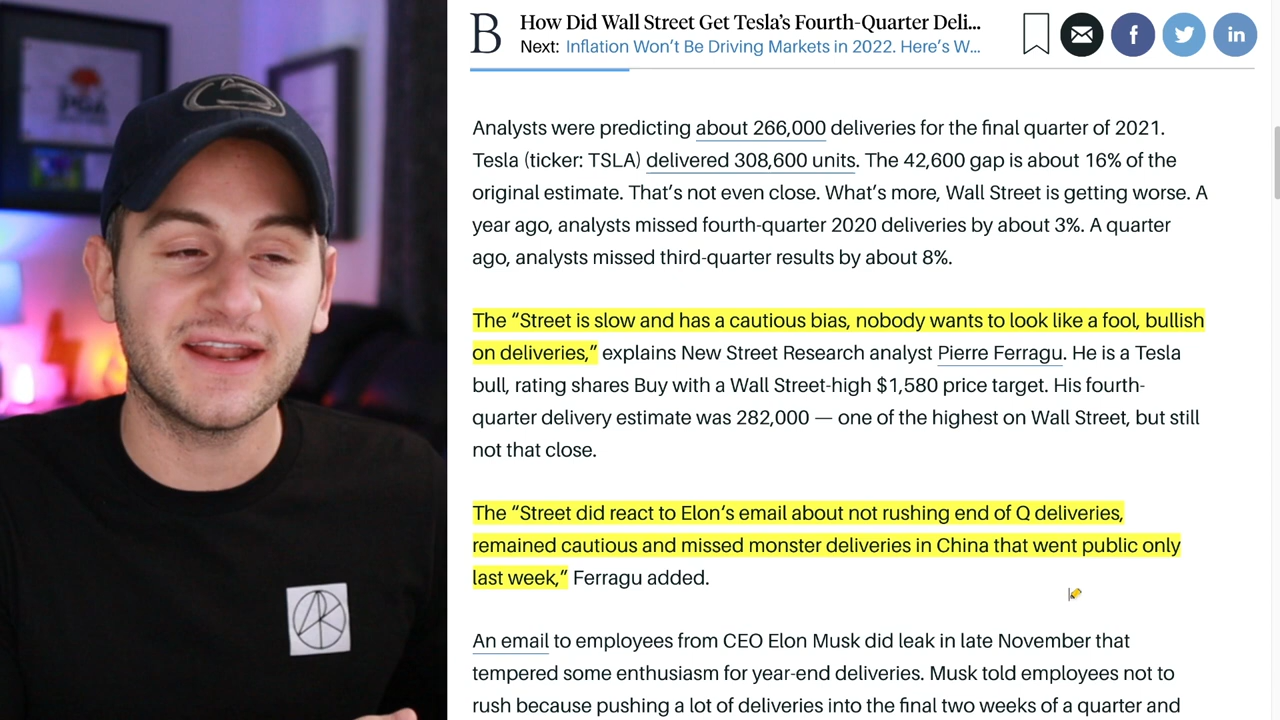 B
How Did Wall Street Get Tesla’s Fourth-Quarter Deli...
Next: Inflation Won’t Be Driving Markets in 2022. Here’s W...
Analysts were predicting about 266,000 deliveries for the final quarter of 2021.
Tesla (ticker: TSLA) delivered 308,600 units. The 42,600 gap is about 16% of the
original estimate. That’s not even close. What’s more, Wall Street is getting worse. A
year ago, analysts missed fourth-quarter 2020 deliveries by about 3%. A quarter
ago, analysts missed third-quarter results by about 8%.
The “Street is slow and has a cautious bias, nobody wants to look like a fool, bullish
on deliveries,” explains New Street Research analyst Pierre Ferragu. He is a Tesla
bull, rating shares Buy with a Wall Street-high $1,580 price target. His fourth-
quarter delivery estimate was 282,000 — one of the highest on Wall Street, but still
not that close.
The “Street did react to Elon’s email about not rushing end of Q deliveries,
remained cautious and missed monster deliveries in China that went public only
last week,” Ferragu added.
An email to employees from CEO Elon Musk did leak in late November that
tempered some enthusiasm for year-end deliveries. Musk told employees not to
rush because pushing a lot of deliveries into the final two weeks of a quarter and